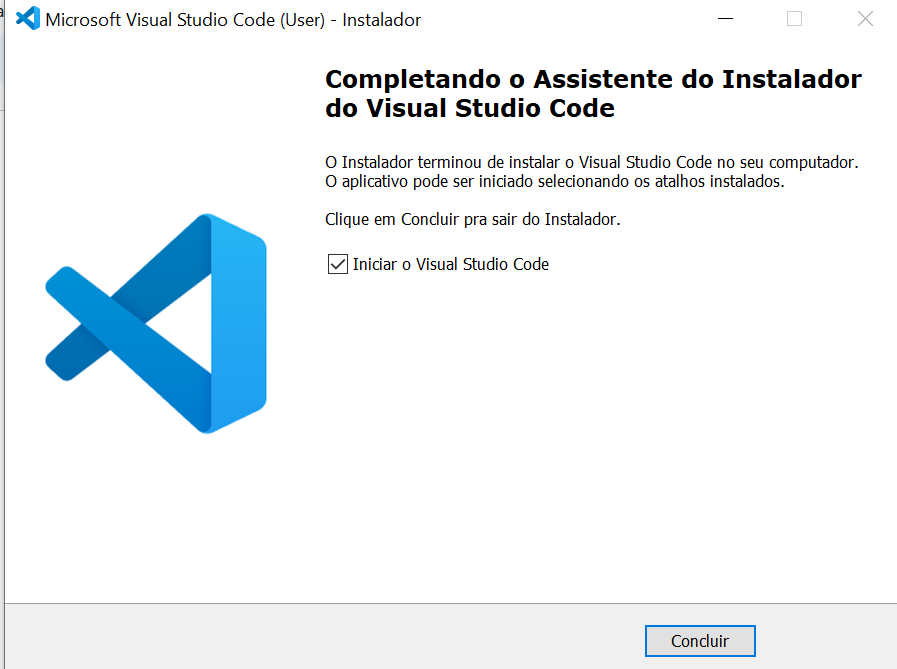 Microsoft Visual Studio Code (User) - Instalador
Completando o Assistente do Instalador
do Visual Studio Code
O Instalador terminou de instalar o Visual Studio Code no seu computador.
O aplicativo pode ser iniciado selecionando os atalhos instalados.
Clique em Concluir pra sair do Instalador.
Iniciar o Visual Studio Code
Concluir